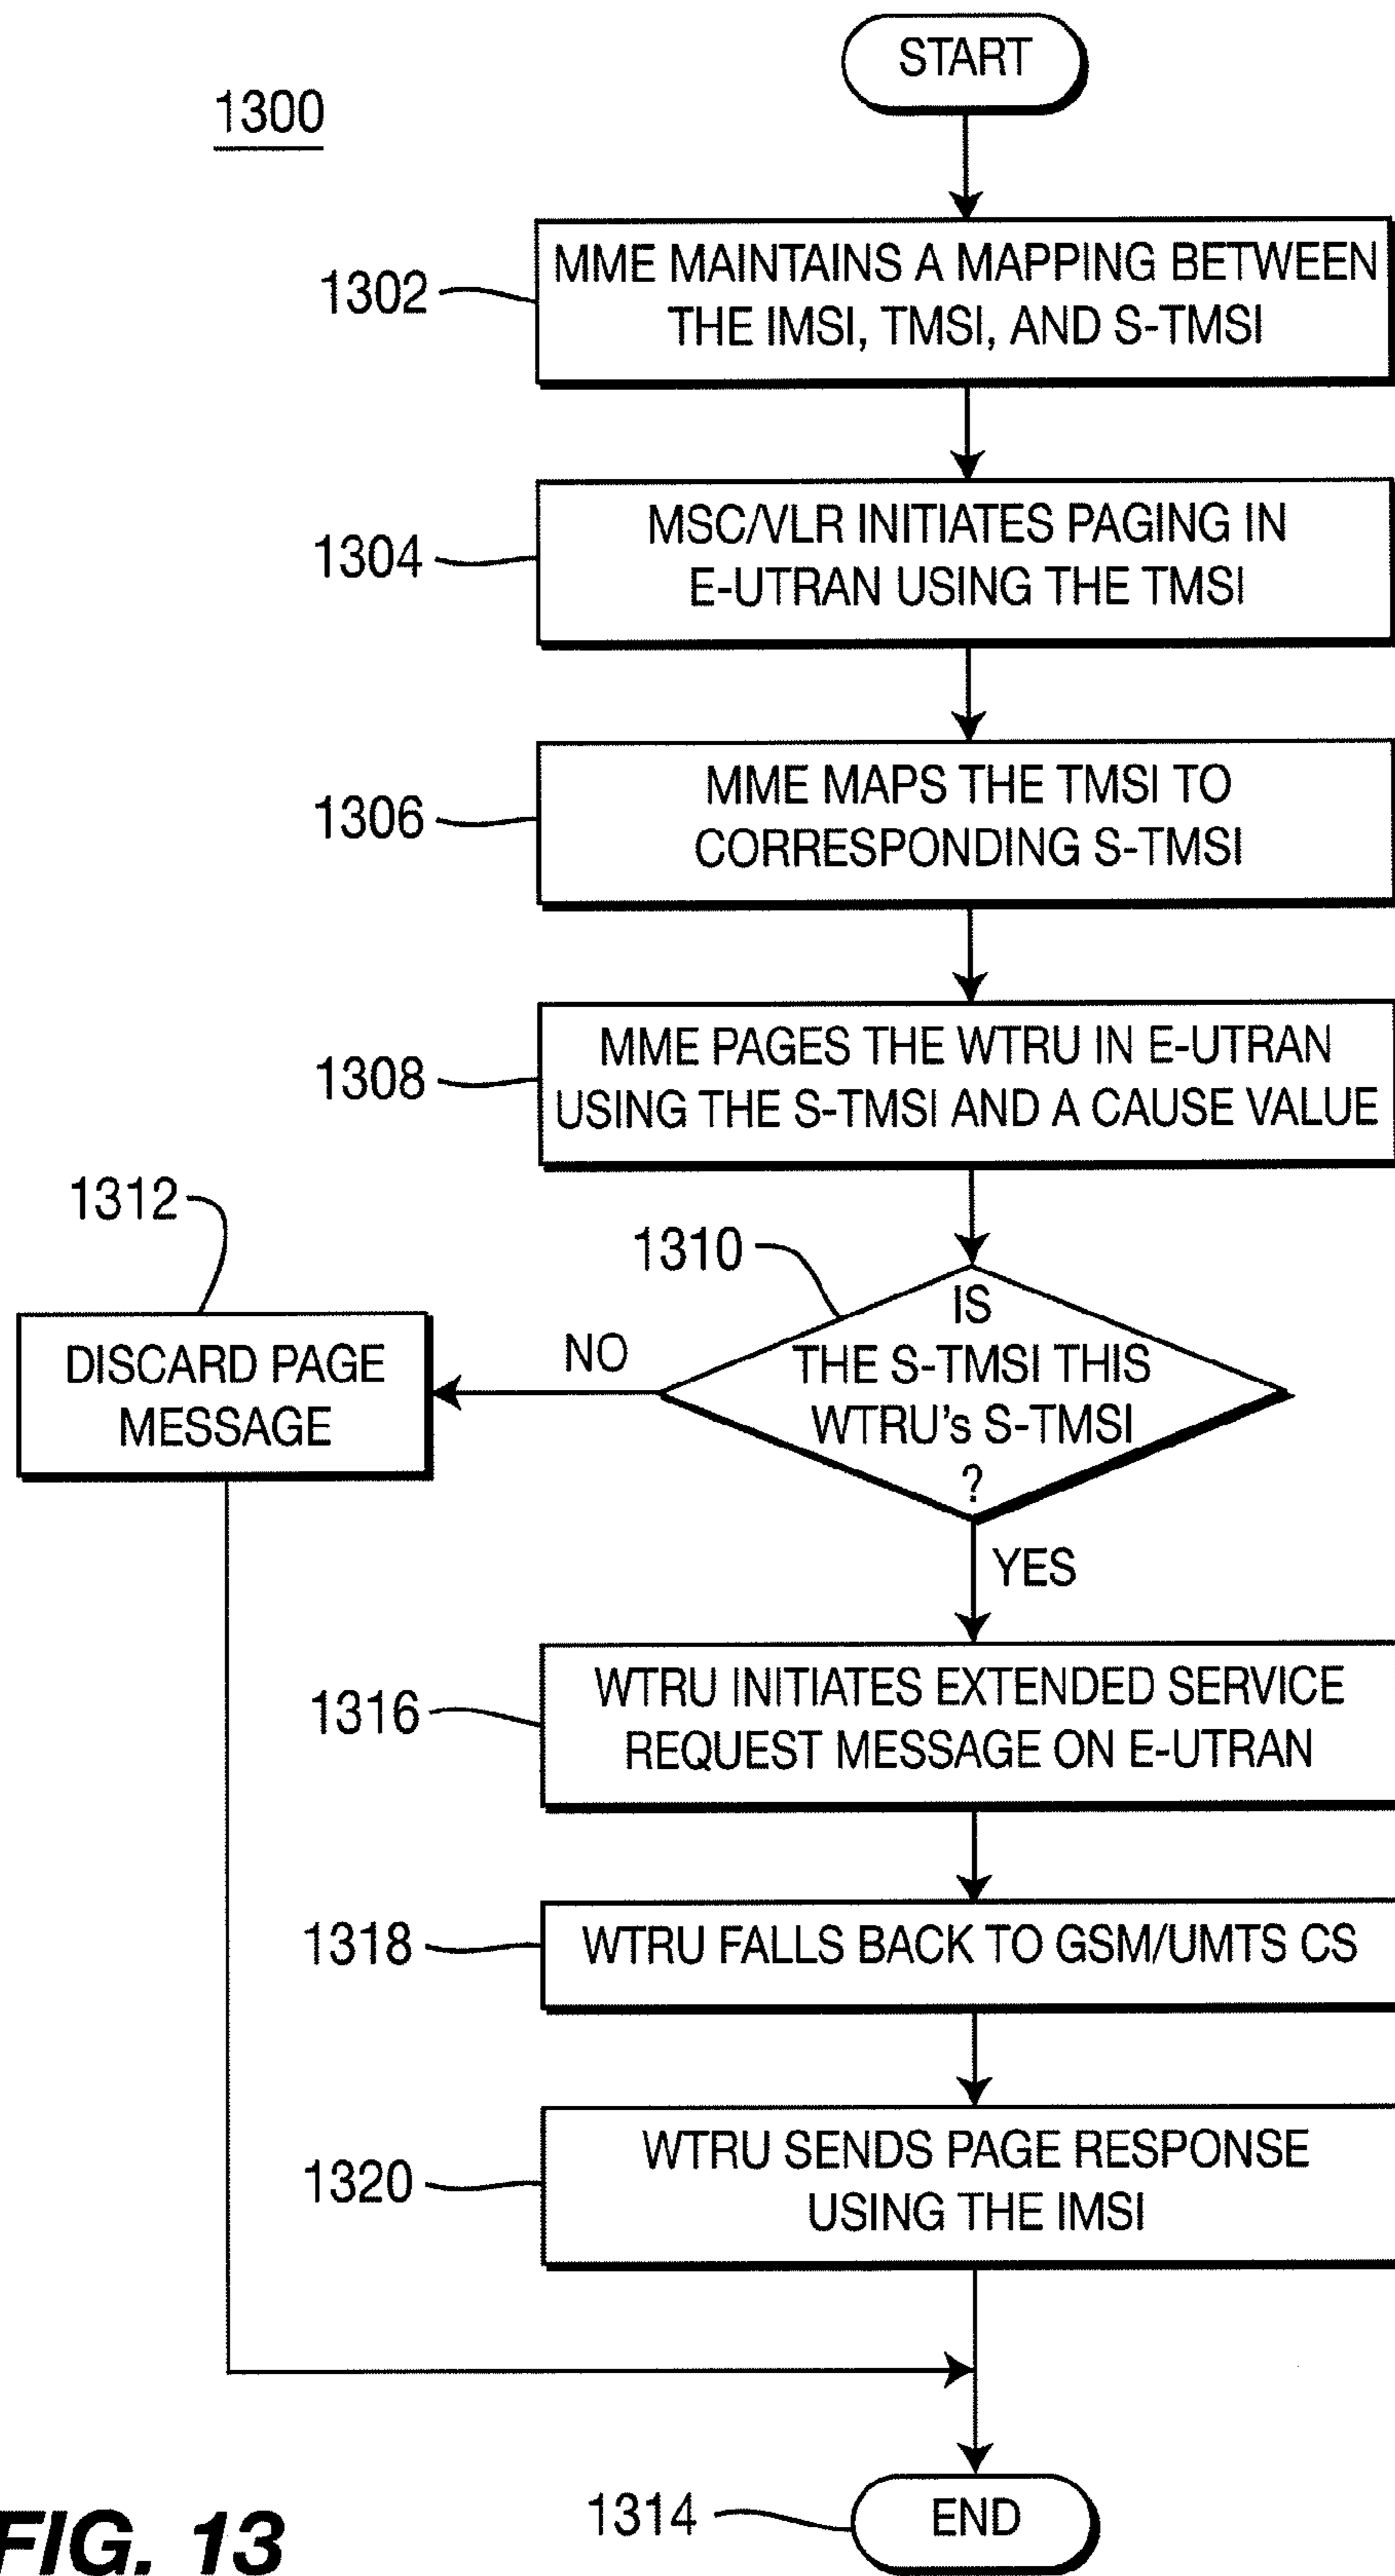 START
1300
1302
MME MAINTAINS A MAPPING BETWEEN
THE IMSI, TMSI, AND S-TMSI
1304
MSC/VLR INITIATES PAGING IN
E-UTRAN USING THE TMSI
1306
MME MAPS THE TMSI TO
CORRESPONDING S-TMSI
1308
MME PAGES THE WTRU IN E-UTRAN
USING THE S-TMSI AND A CAUSE VALUE
1312
1310
IS
THE S-TMSI THIS
WTRU's S-TMSI
?
NO
DISCARD PAGE
MESSAGE
YES
1316
WTRU INITIATES EXTENDED SERVICE
REQUEST MESSAGE ON E-UTRAN
1318
WTRU FALLS BACK TO GSM/UMTS CS
1320
WTRU SENDS PAGE RESPONSE
USING THE IMSI
1314
END
FIG. 13